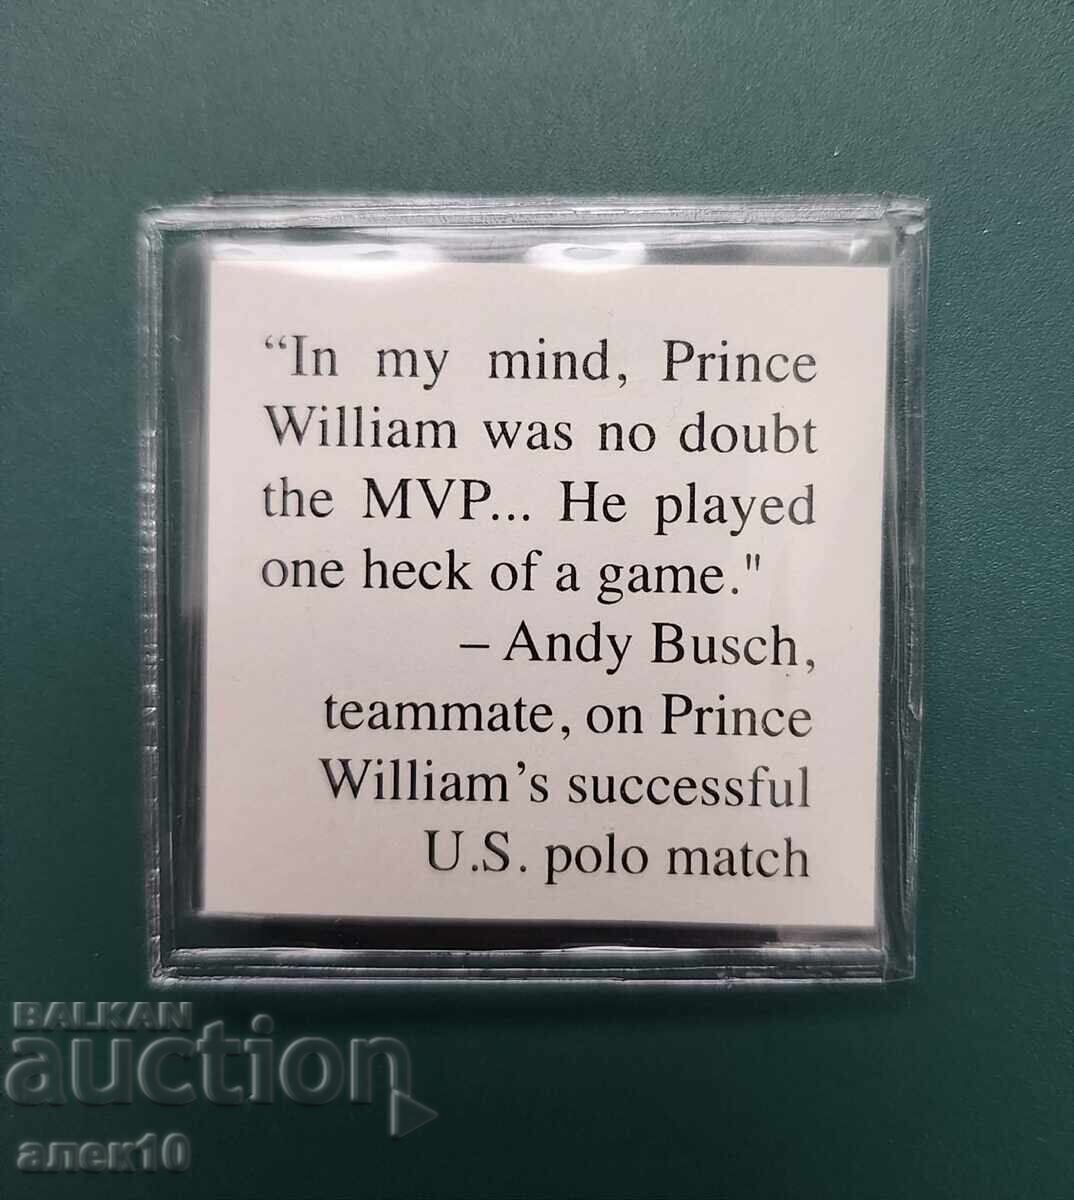 “In my mind, Prince
William was no doubt
the MVP... He played
one heck of a game."
– Andy Busch,
teammate, on Prince
William’s successful
U.S. polo match
BALKAN
auction
алек10